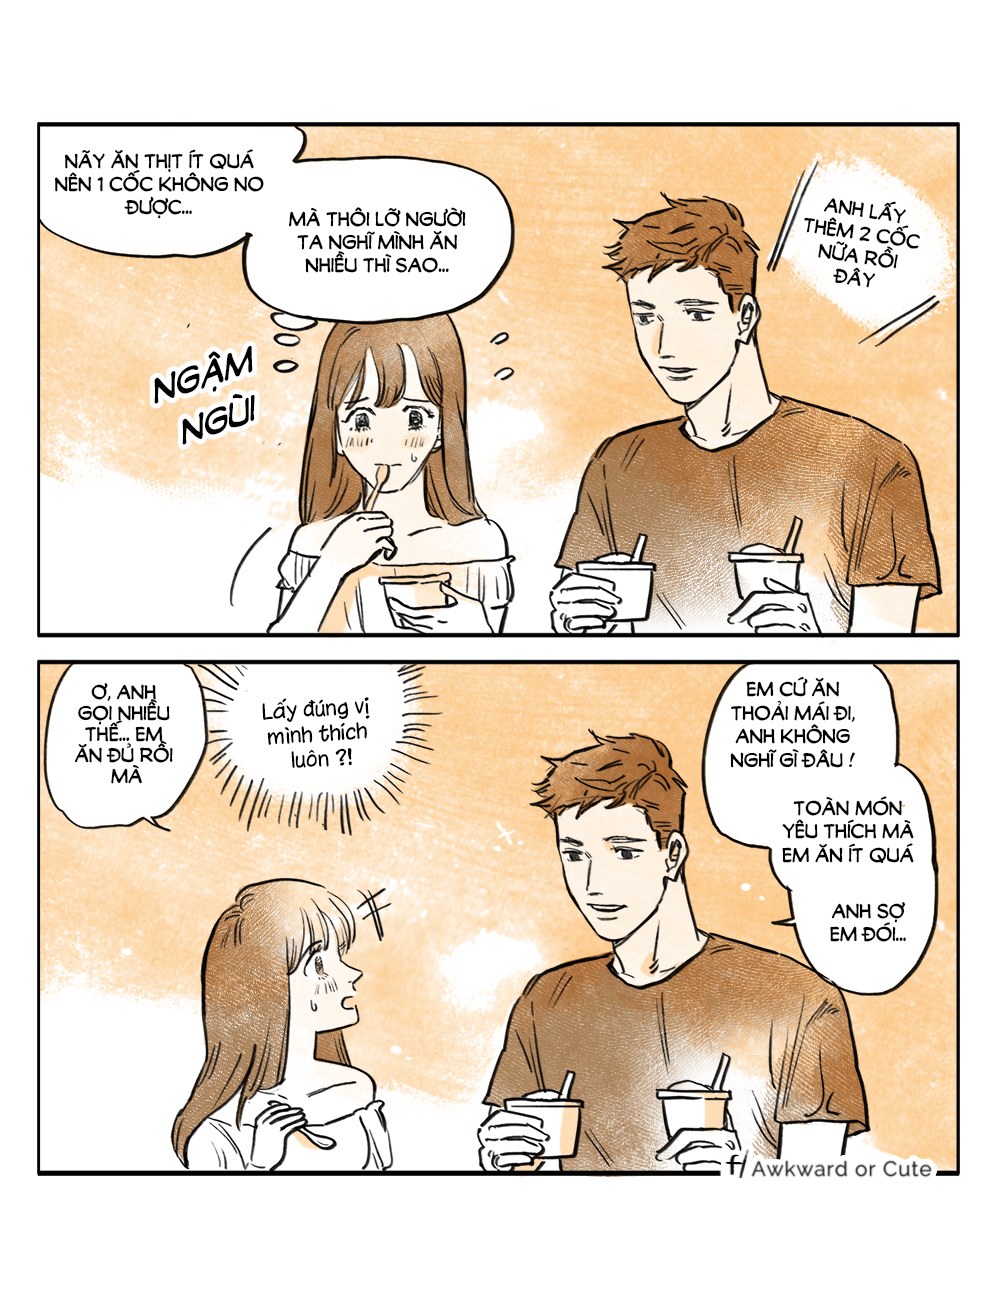 NÃY ĂN THỊT ÍT QUÁ
NÊN 1 CỐC KHÔNG NO
ĐƯỢC...
MÀ THÔI LỠ NGƯỜI
TA NGHĨ MÌNH ĂN
NHIỀU THÌ SAO...
ANH LẤY
THÊM 2 CỐC
NỮA RỒI
ĐÂY
NGẬM
NGÙI
Ơ, ANH
GỌI NHIỀU
THẾ... EM
ĂN ĐỦ RỒI
MÀ
Lấy đúng vị
mình thích
luôn ?!
EM CỨ ĂN
THOẢI MÁI ĐI,
ANH KHÔNG
NGHĨ GÌ ĐÂU !
TOÀN MÓN
YÊU THÍCH MÀ
EM ĂN ÍT QUÁ
ANH SỢ
EM ĐÓI...
f/ Awkward or Cute